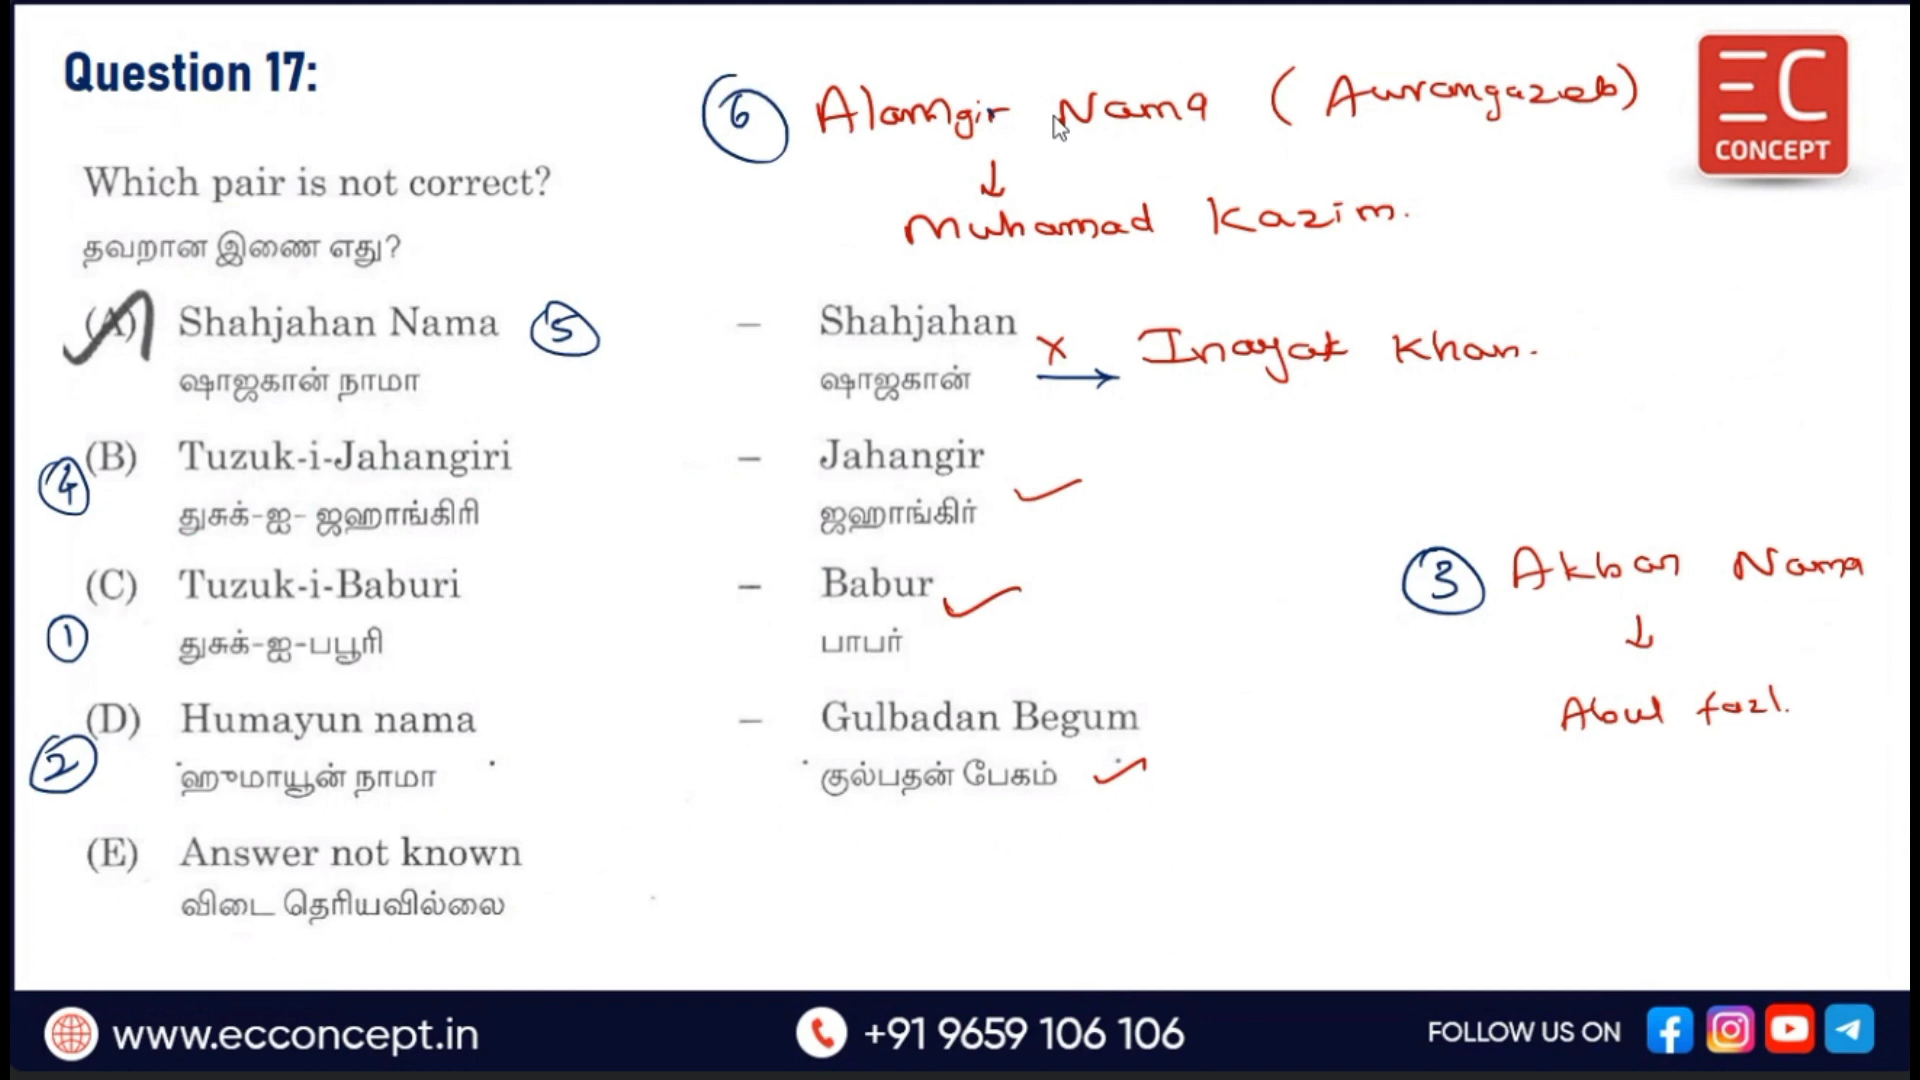 Question 17:
6 Alamgir Nama (Aurangazeb)
↓
Muhamad Kazim.
EC
CONCEPT
Which pair is not correct?
தவறான இணை எது?
(A) Shahjahan Nama 5 – Shahjahan
ஷாஜகான் நாமா ஷாஜகான்
x → Inayat Khan.
4 (B) Tuzuk-i-Jahangiri – Jahangir
துசுக்-ஐ- ஜஹாங்கிரி ஜஹாங்கிர்
(C) Tuzuk-i-Baburi – Babur
1 துசுக்-ஐ-பபூரி பாபர்
3 Akbar Nama
↓
Abul fazl.
(D) Humayun nama – Gulbadan Begum
2 ஹுமாயூன் நாமா குல்பதன் பேகம்
(E) Answer not known
விடை தெரியவில்லை
www.ecconcept.in +91 9659 106 106 FOLLOW US ON